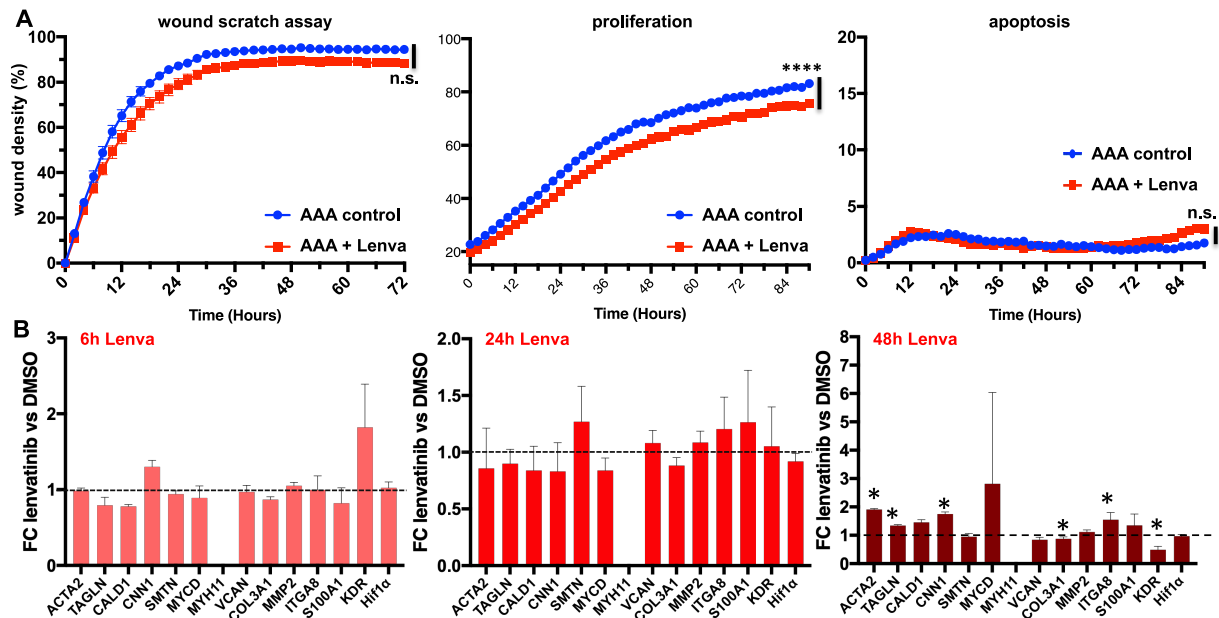 A
wound scratch assay
proliferation
apoptosis
wound density (%)
100
80
60
40
20
0
AAA control
AAA + Lenva
n.s.
0 12 24 36 48 60 72
Time (Hours)
100
80
60
40
20
AAA control
AAA + Lenva
****
0 12 24 36 48 60 72 84
Time (Hours)
20
15
10
5
0
AAA control
AAA + Lenva
n.s.
0 12 24 36 48 60 72 84
Time (Hours)
B
6h Lenva
FC lenvatinib vs DMSO
3
2
1
0
ACTA2 TAGLN CALD1 CNN1 SMTN MYCD MYH11 VCAN COL3A1 MMP2 ITGA8 S100A1 KDR Hif1α
24h Lenva
FC lenvatinib vs DMSO
2.0
1.5
1.0
0.5
0.0
ACTA2 TAGLN CALD1 CNN1 SMTN MYCD MYH11 VCAN COL3A1 MMP2 ITGA8 S100A1 KDR Hif1α
48h Lenva
FC lenvatinib vs DMSO
8
7
6
5
4
3
2
1
0
* * * * * *
ACTA2 TAGLN CALD1 CNN1 SMTN MYCD MYH11 VCAN COL3A1 MMP2 ITGA8 S100A1 KDR Hif1α